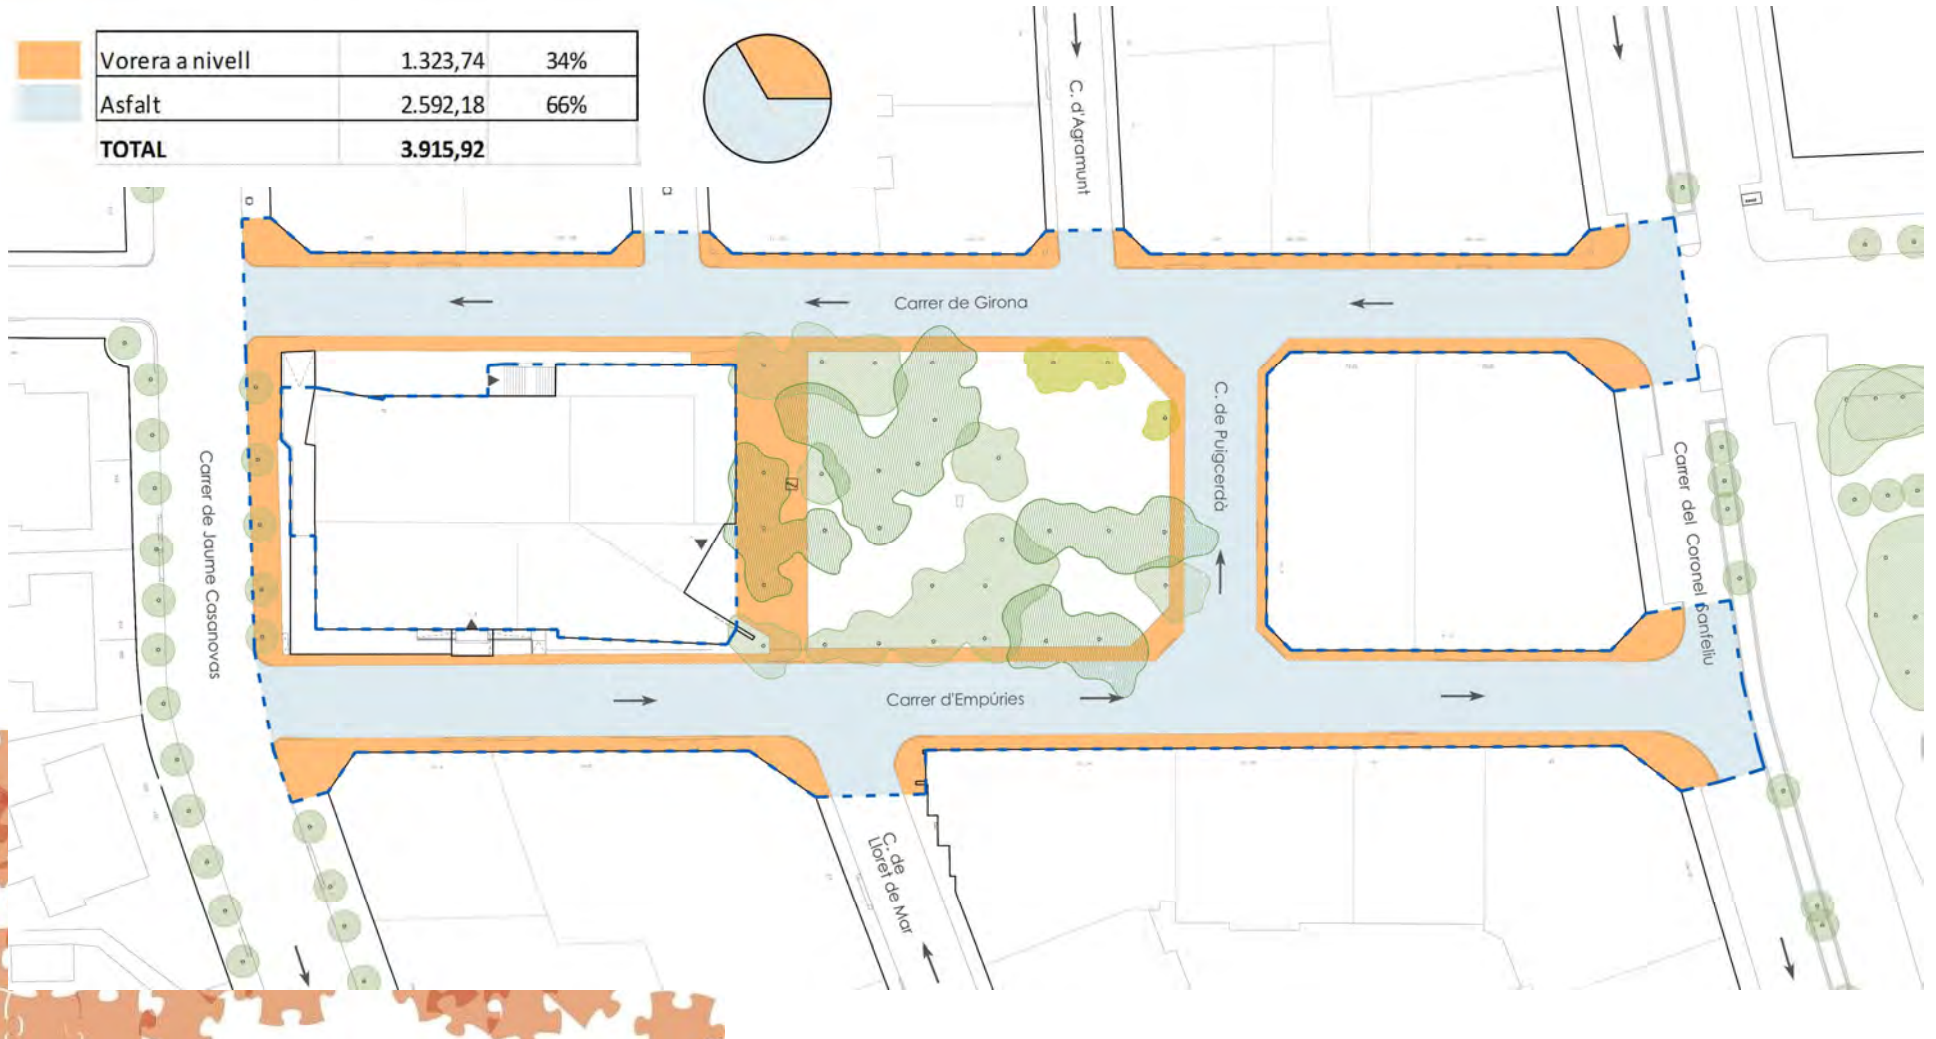 Vorera a nivell 1.323,74 34%
Asfalt 2.592,18 66%
TOTAL 3.915,92
C. d'Agramunt
Carrer de Girona
C. de Puigcerdà
Carrer de Jaume Casanovas
Carrer del Coronel Sanfeliu
Carrer d'Empúries
C. de
Lloret de Mar